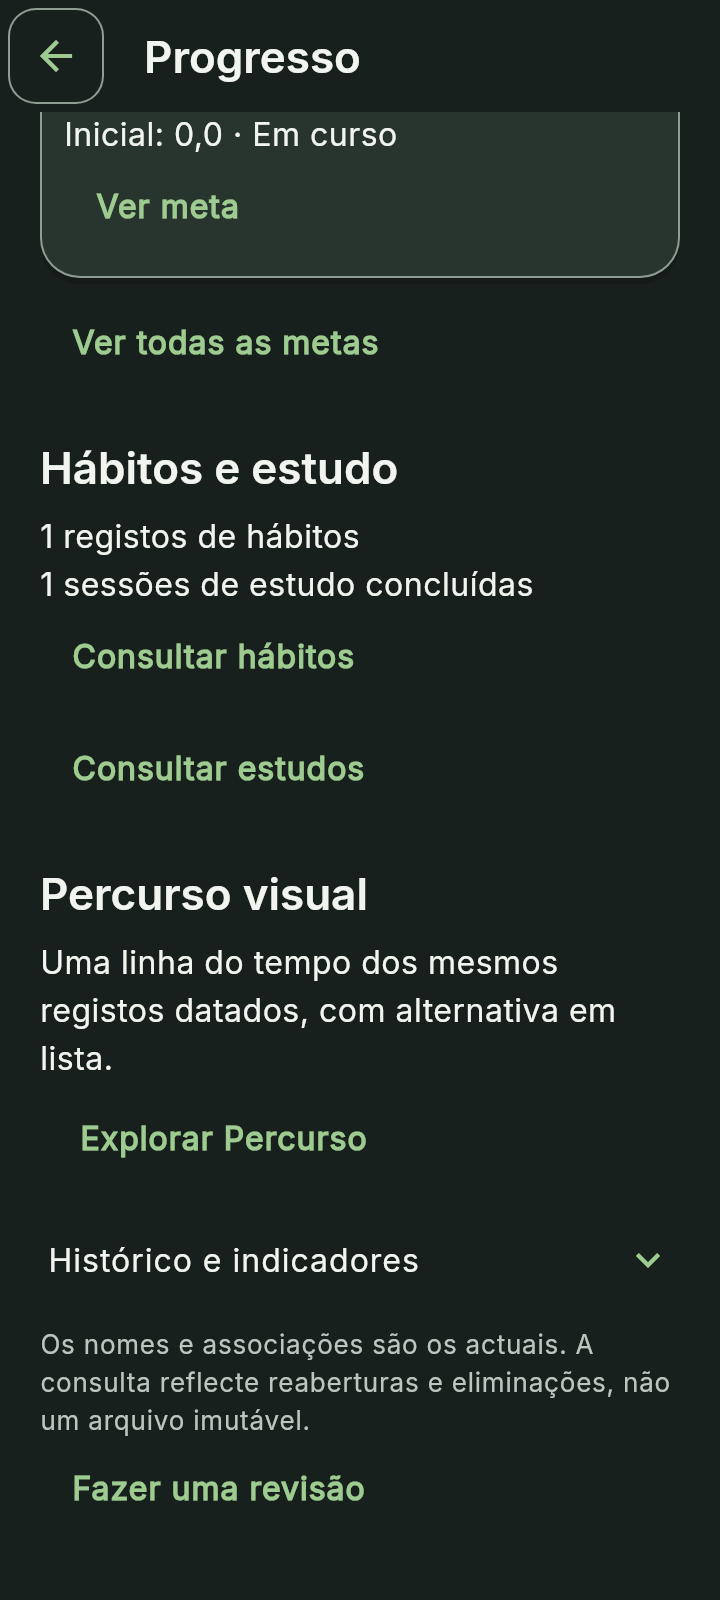 Progresso
Inicial: 0,0 · Em curso
Ver meta
Ver todas as metas
Hábitos e estudo
1 registos de hábitos
1 sessões de estudo concluídas
Consultar hábitos
Consultar estudos
Percurso visual
Uma linha do tempo dos mesmos
registos datados, com alternativa em
lista.
Explorar Percurso
Histórico e indicadores
Os nomes e associações são os actuais. A
consulta reflecte reaberturas e eliminações, não
um arquivo imutável.
Fazer uma revisão